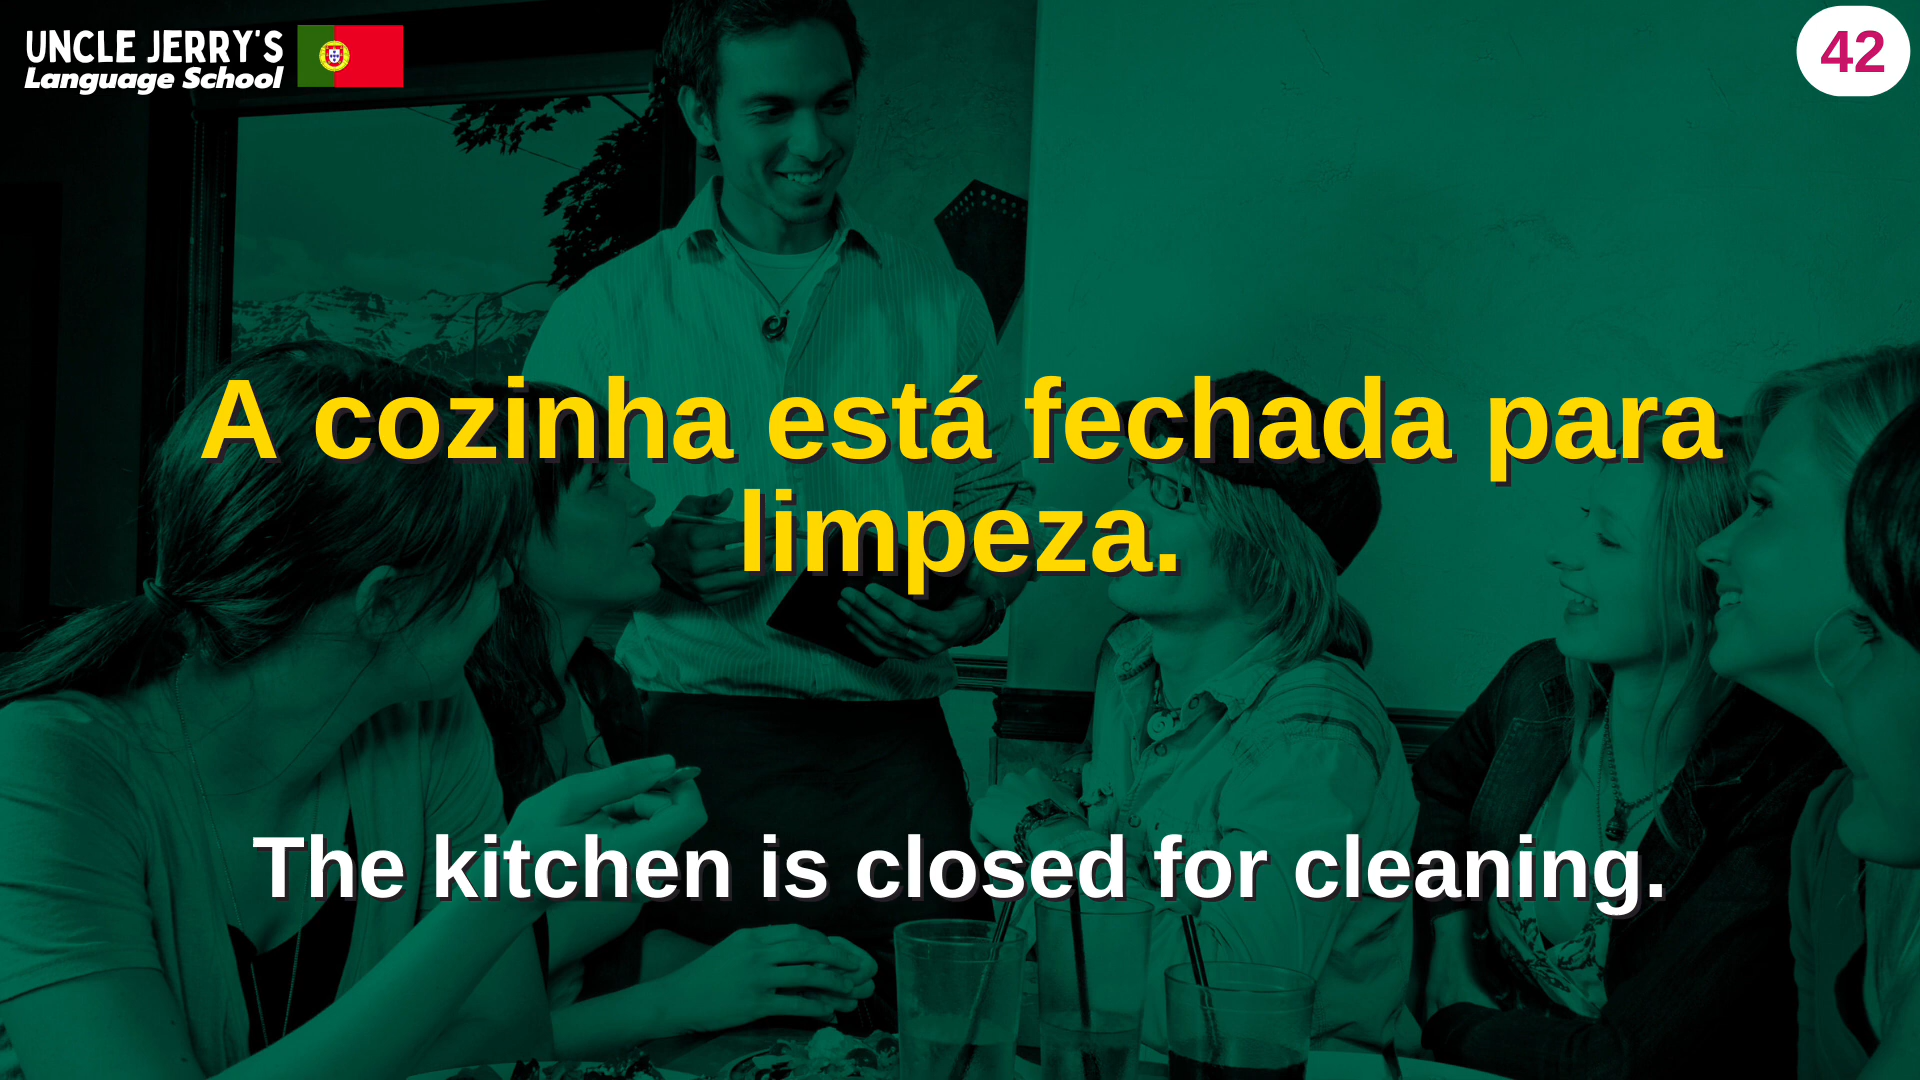 UNCLE JERRY'S
Language School
42
A cozinha está fechada para
limpeza.
The kitchen is closed for cleaning.